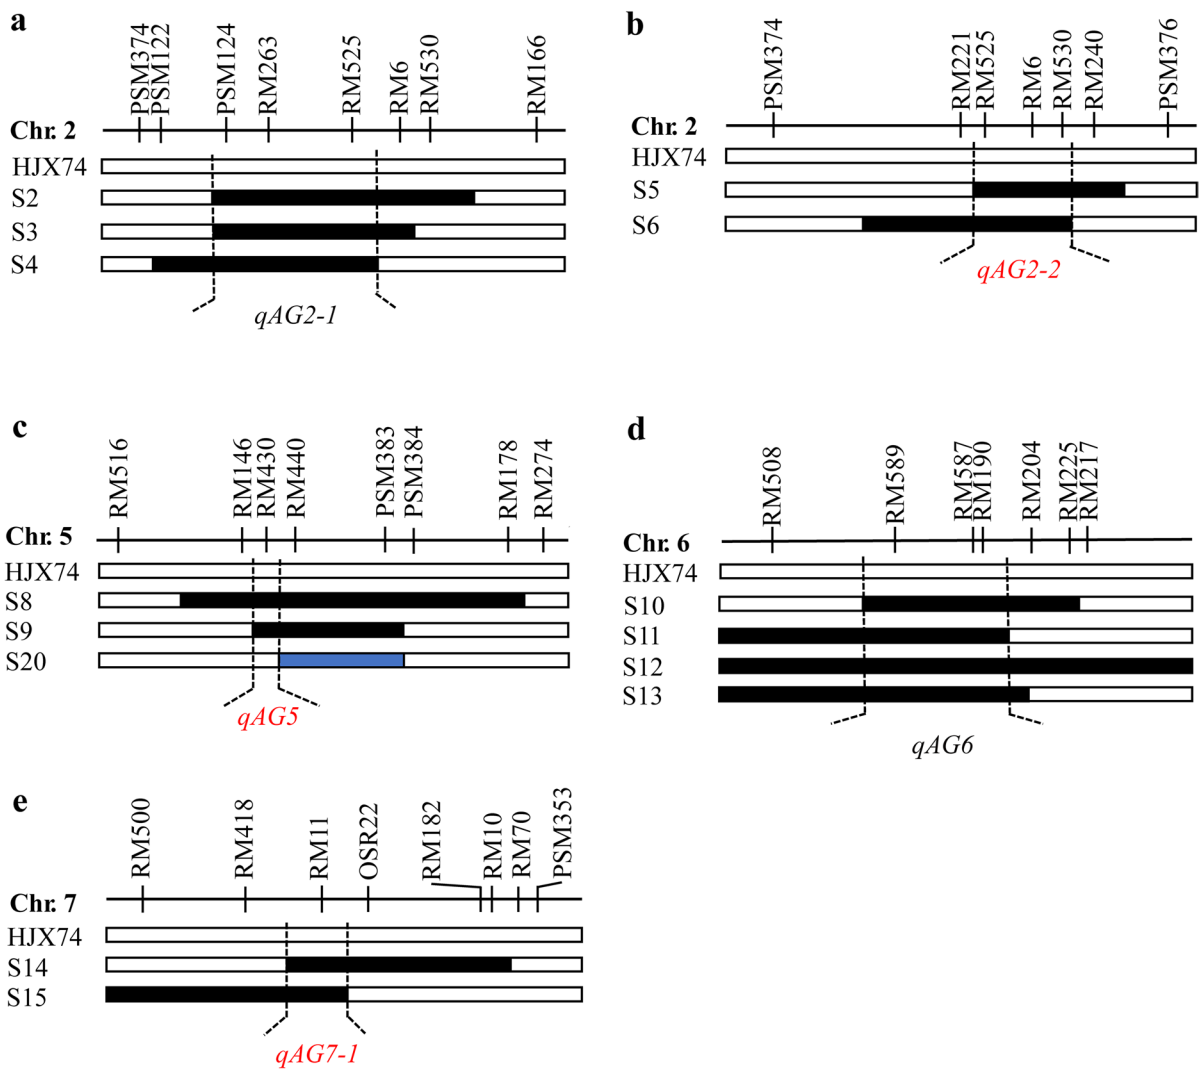 a
PSM374 PSM122 PSM124 RM263 RM525 RM6 RM530 RM166
Chr. 2
HJX74
S2
S3
S4
qAG2-1
b
PSM374 RM221 RM525 RM6 RM530 RM240 PSM376
Chr. 2
HJX74
S5
S6
qAG2-2
c
RM516 RM146 RM430 RM440 PSM383 PSM384 RM178 RM274
Chr. 5
HJX74
S8
S9
S20
qAG5
d
RM508 RM589 RM587 RM190 RM204 RM225 RM217
Chr. 6
HJX74
S10
S11
S12
S13
qAG6
e
RM500 RM418 RM11 OSR22 RM182 RM10 RM70 PSM353
Chr. 7
HJX74
S14
S15
qAG7-1